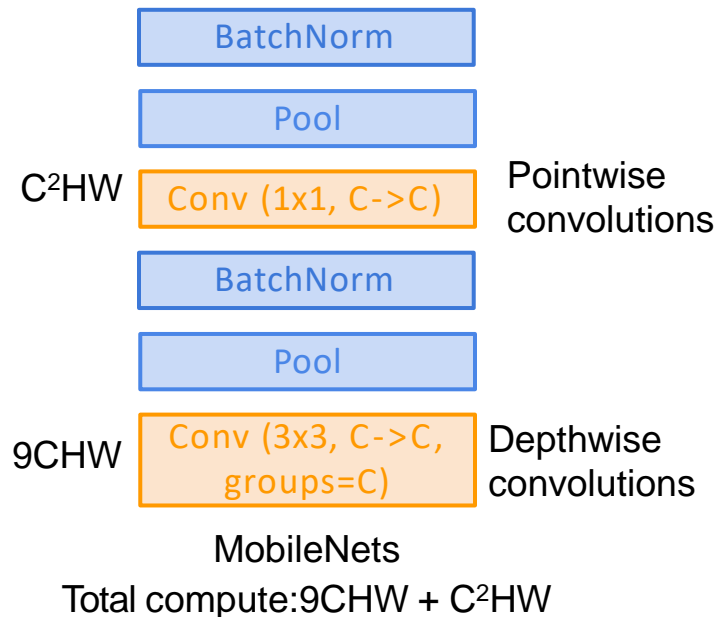 BatchNorm
Pool
C²HW
Conv (1x1, C->C)
Pointwise
convolutions
BatchNorm
Pool
9CHW
Conv (3x3, C->C,
groups=C)
Depthwise
convolutions
MobileNets
Total compute:9CHW + C²HW